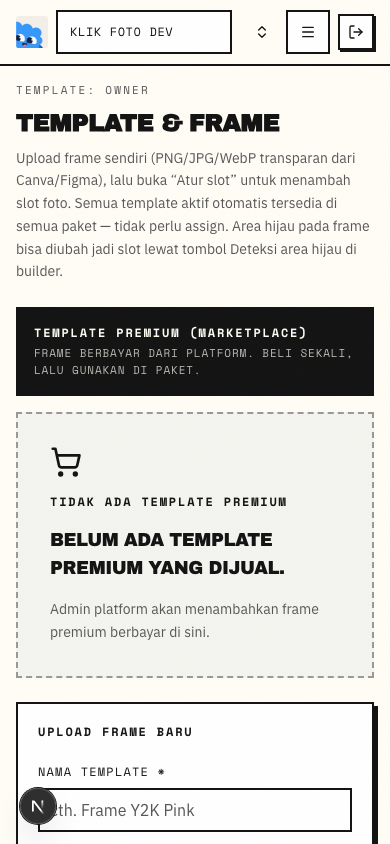 KLIK FOTO DEV
TEMPLATE: OWNER
TEMPLATE & FRAME
Upload frame sendiri (PNG/JPG/WebP transparan dari
Canva/Figma), lalu buka “Atur slot” untuk menambah
slot foto. Semua template aktif otomatis tersedia di
semua paket — tidak perlu assign. Area hijau pada frame
bisa diubah jadi slot lewat tombol Deteksi area hijau di
builder.
TEMPLATE PREMIUM (MARKETPLACE)
FRAME BERBAYAR DARI PLATFORM. BELI SEKALI,
LALU GUNAKAN DI PAKET.
TIDAK ADA TEMPLATE PREMIUM
BELUM ADA TEMPLATE
PREMIUM YANG DIJUAL.
Admin platform akan menambahkan frame
premium berbayar di sini.
UPLOAD FRAME BARU
NAMA TEMPLATE *
N
cth. Frame Y2K Pink